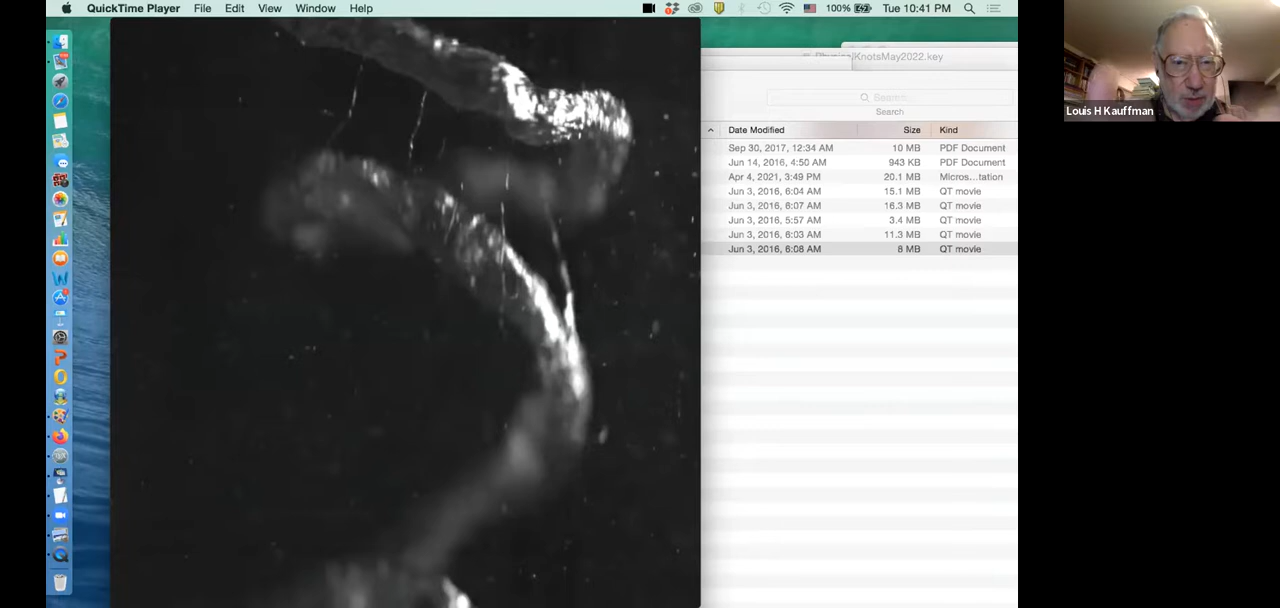 QuickTime Player File Edit View Window Help 100% Tue 10:41 PM
PhysicalKnotsMay2022.key
Search...
Search
Date Modified Size Kind
Sep 30, 2017, 12:34 AM 10 MB PDF Document
Jun 14, 2016, 4:50 AM 943 KB PDF Document
Apr 4, 2021, 3:49 PM 20.1 MB Micros...tation
Jun 3, 2016, 6:04 AM 15.1 MB QT movie
Jun 3, 2016, 6:07 AM 16.3 MB QT movie
Jun 3, 2016, 5:57 AM 3.4 MB QT movie
Jun 3, 2016, 6:03 AM 11.3 MB QT movie
Jun 3, 2016, 6:08 AM 8 MB QT movie
Louis H Kauffman